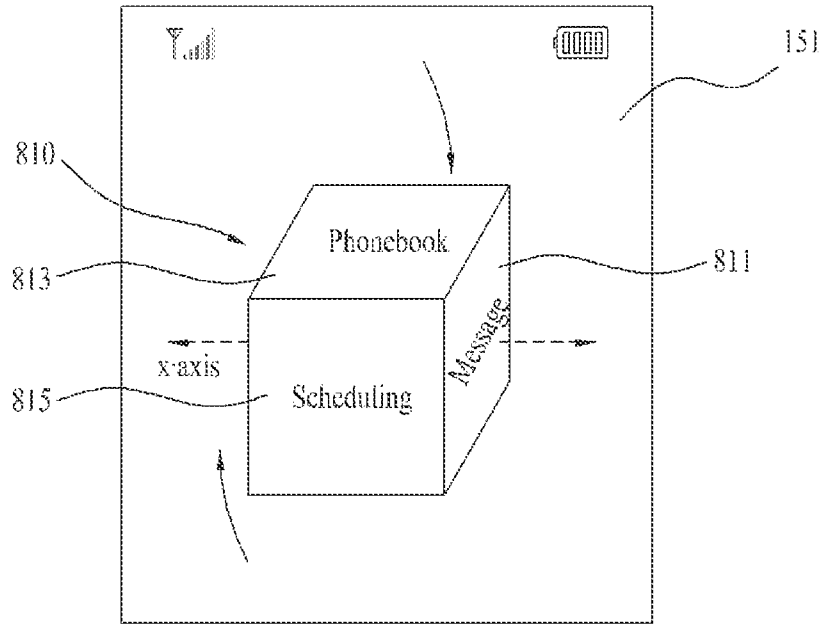 151
810
Phonebook
813
811
Message
x-axis
815
Scheduling